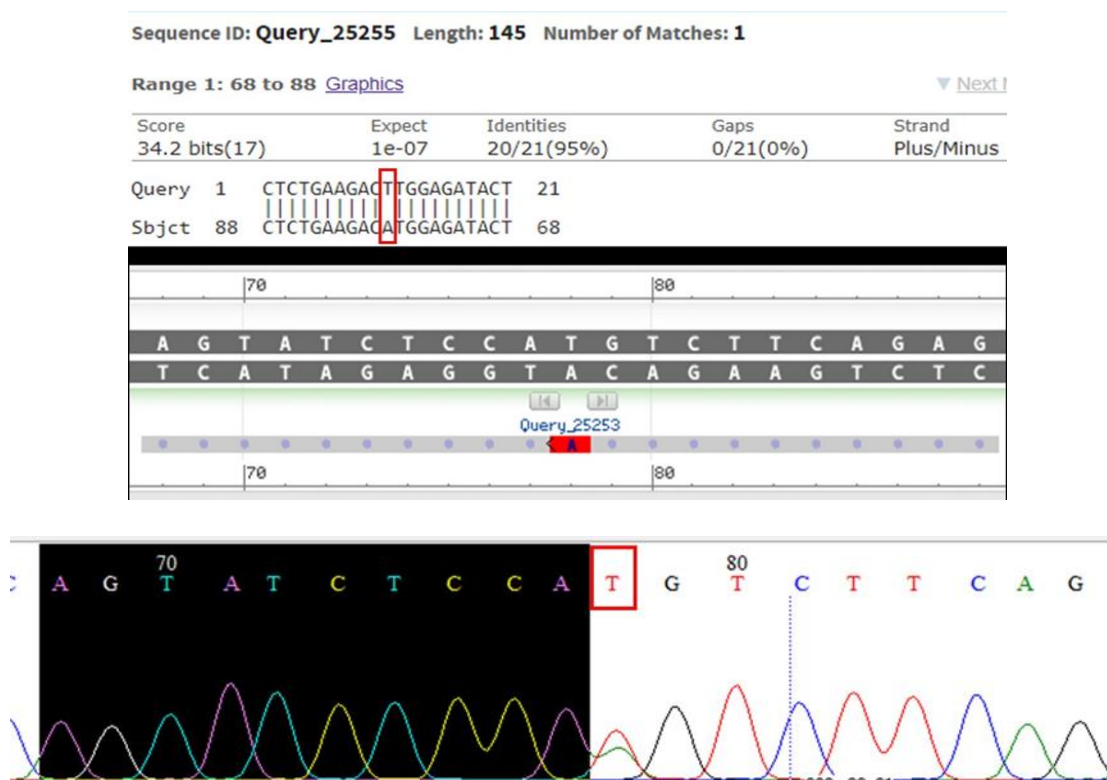 Sequence ID: Query_25255 Length: 145 Number of Matches: 1
Range 1: 68 to 88 Graphics ▼ Next
Score Expect Identities Gaps Strand
34.2 bits(17) 1e-07 20/21(95%) 0/21(0%) Plus/Minus
Query 1 CTCTGAAGACTTGGAGATACT 21
Sbjct 88 CTCTGAAGACATGGAGATACT 68
70 80
A G T A T C T C C A T G T C T T C A G A G
T C A T A G A G G T A C A G A A G T C T C
Query_25253
A
70 80
70 80
A G T A T C T C C A T G T C T T C A G